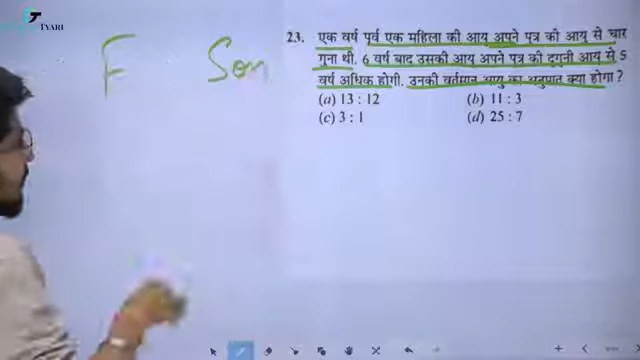 TYARI
F Son
23. एक वर्ष पूर्व एक महिला की आयु अपने पुत्र की आयु से चार
गुना थी. 6 वर्ष बाद उसकी आयु अपने पुत्र की दुगुनी आयु से 5
वर्ष अधिक होगी. उनकी वर्तमान आयु का अनुपात क्या होगा ?
(a) 13 : 12 (b) 11 : 3
(c) 3 : 1 (d) 25 : 7